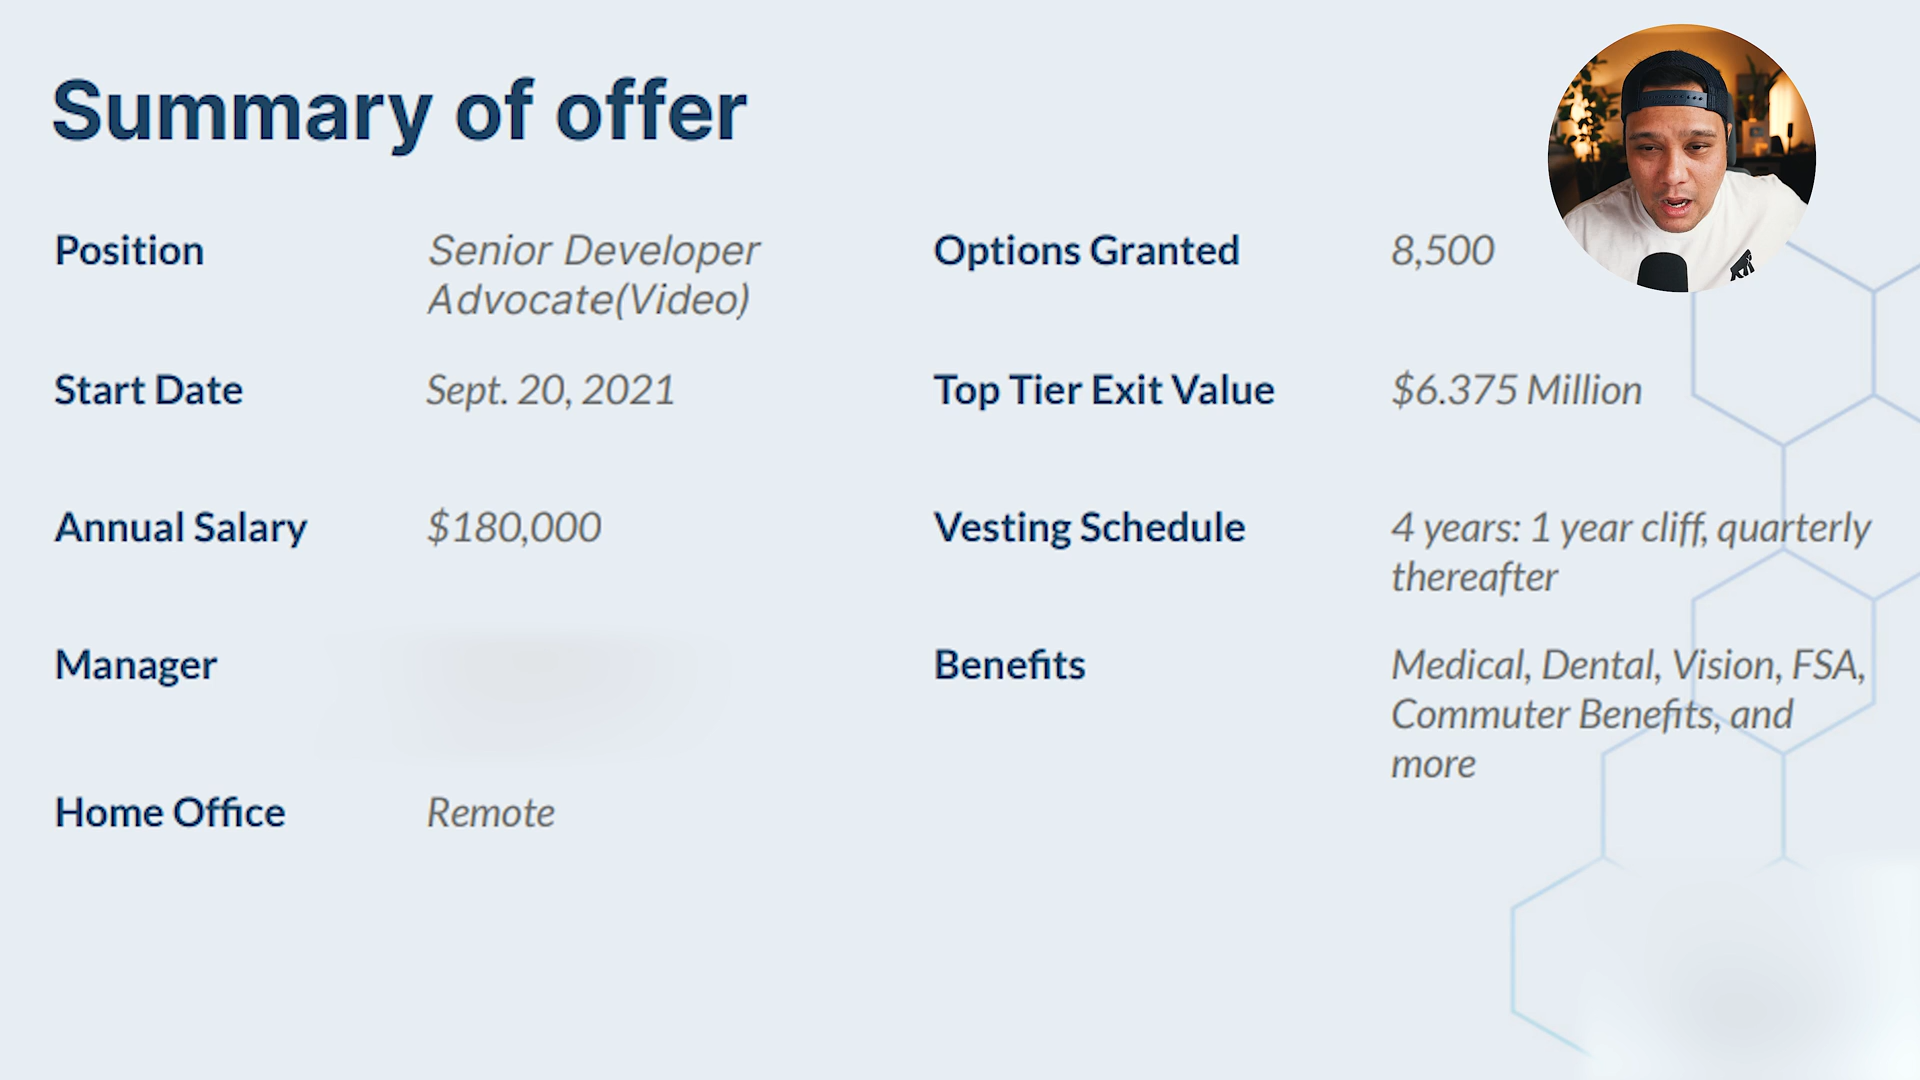 Summary of offer
Position
Senior Developer
Advocate(Video)
Start Date
Sept. 20, 2021
Annual Salary
$180,000
Manager
Home Office
Remote
Options Granted
8,500
Top Tier Exit Value
$6.375 Million
Vesting Schedule
4 years: 1 year cliff, quarterly
thereafter
Benefits
Medical, Dental, Vision, FSA,
Commuter Benefits, and
more